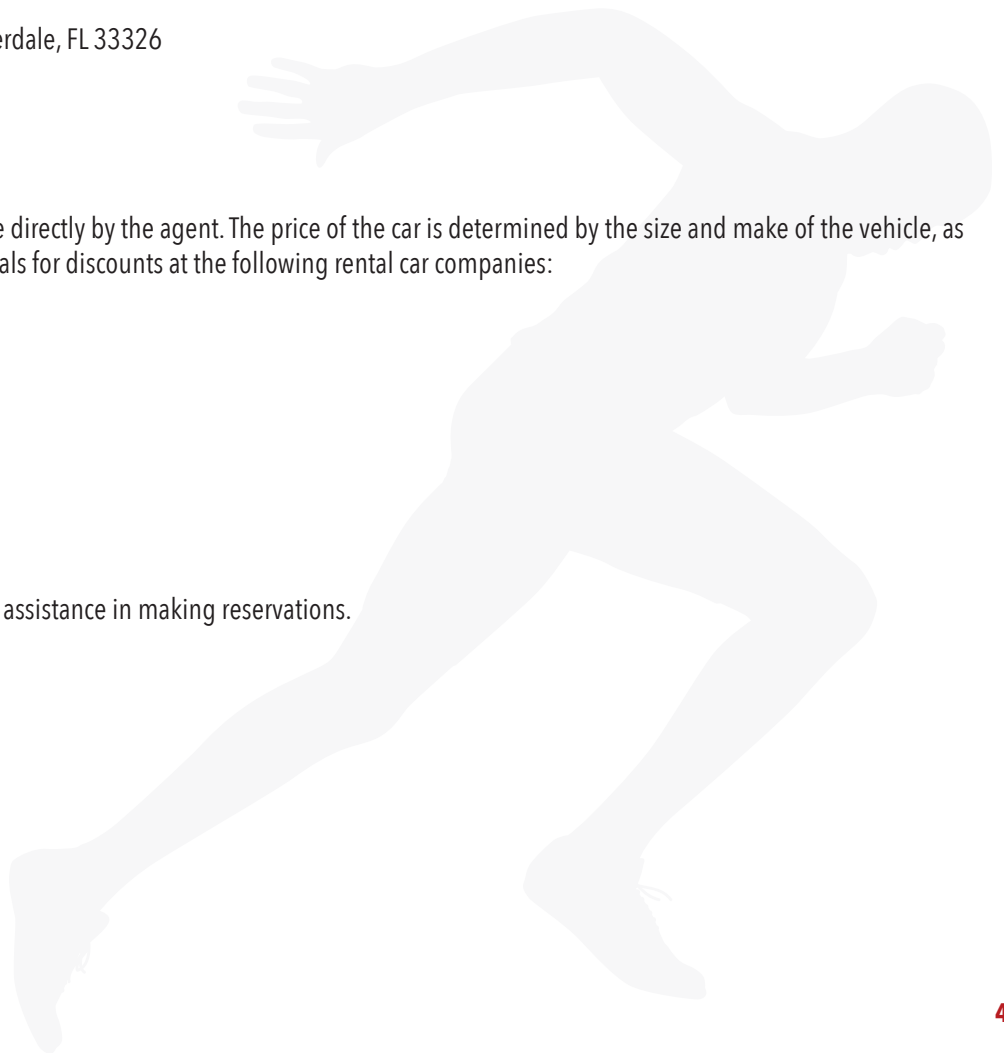 erdale, FL 33326
e directly by the agent. The price of the car is determined by the size and make of the vehicle, as
als for discounts at the following rental car companies:
assistance in making reservations.
4